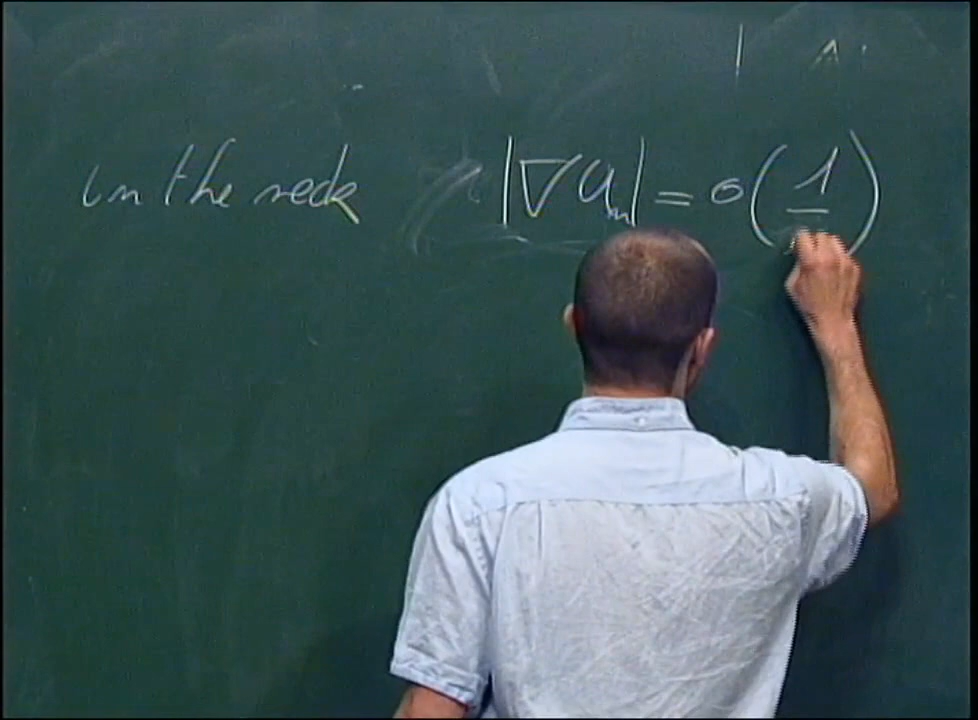 in the neck |∇u_n| = o(1/